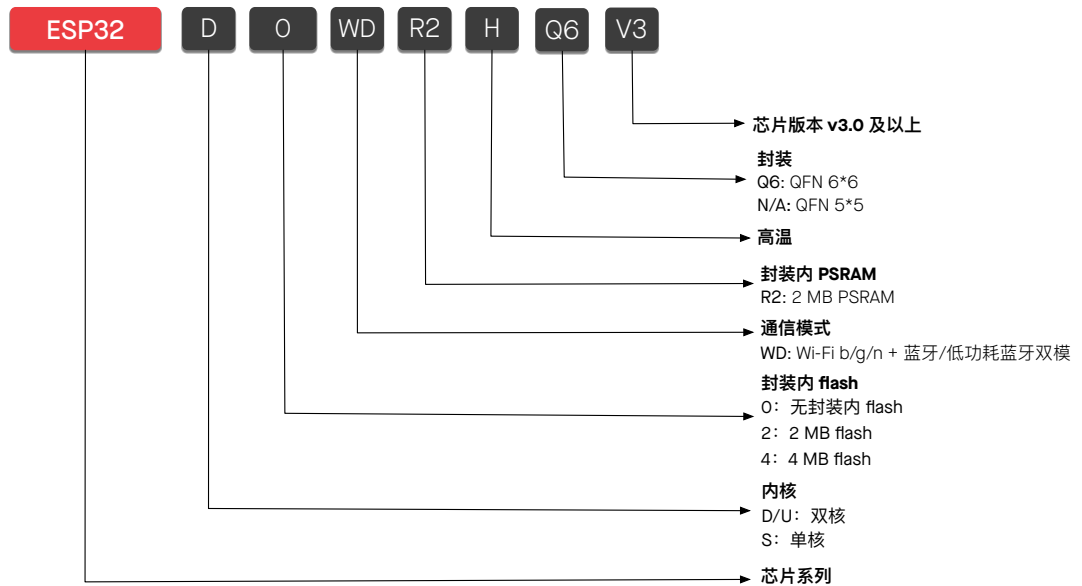 ESP32 D 0 WD R2 H Q6 V3
芯片版本 v3.0 及以上
封装
Q6: QFN 6*6
N/A: QFN 5*5
高温
封装内 PSRAM
R2: 2 MB PSRAM
通信模式
WD: Wi-Fi b/g/n + 蓝牙/低功耗蓝牙双模
封装内 flash
0：无封装内 flash
2：2 MB flash
4：4 MB flash
内核
D/U：双核
S：单核
芯片系列